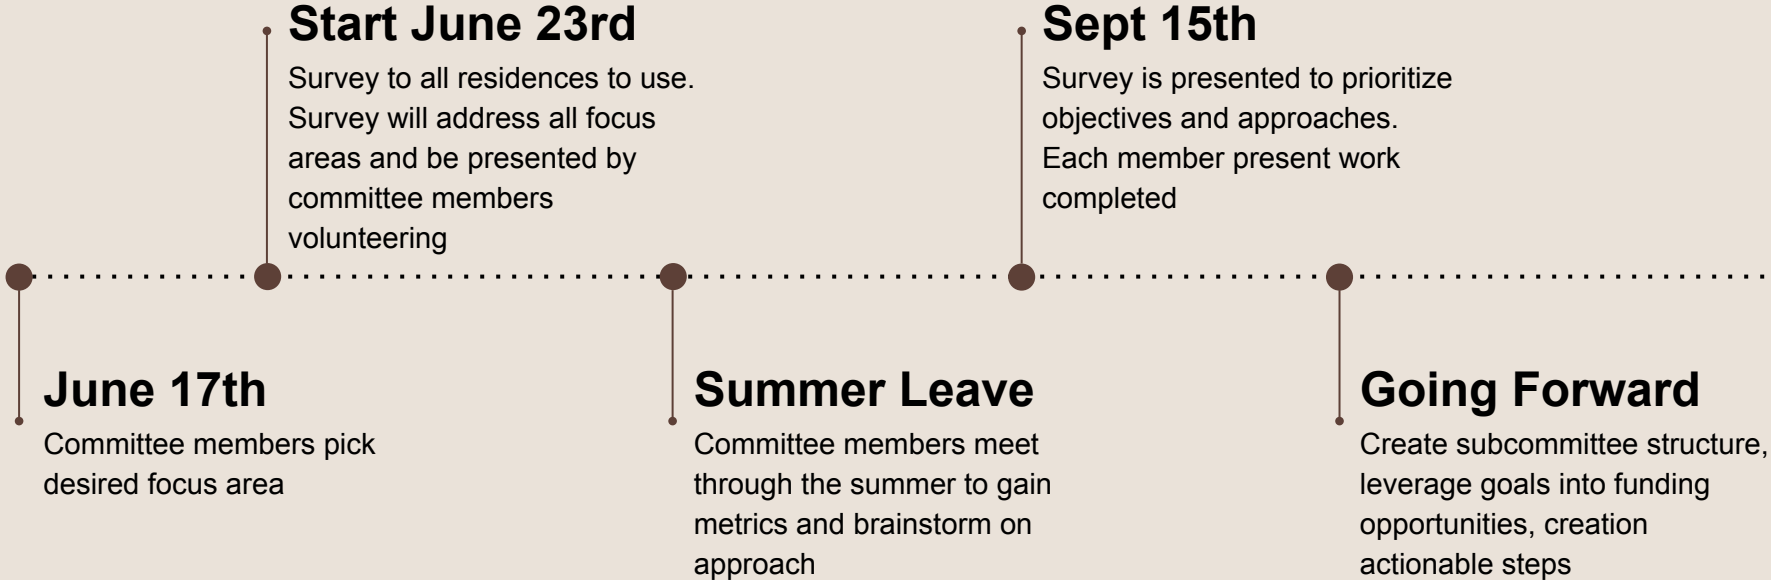 Start June 23rd
Survey to all residences to use.
Survey will address all focus
areas and be presented by
committee members
volunteering
Sept 15th
Survey is presented to prioritize
objectives and approaches.
Each member present work
completed
June 17th
Committee members pick
desired focus area
Summer Leave
Committee members meet
through the summer to gain
metrics and brainstorm on
approach
Going Forward
Create subcommittee structure,
leverage goals into funding
opportunities, creation
actionable steps